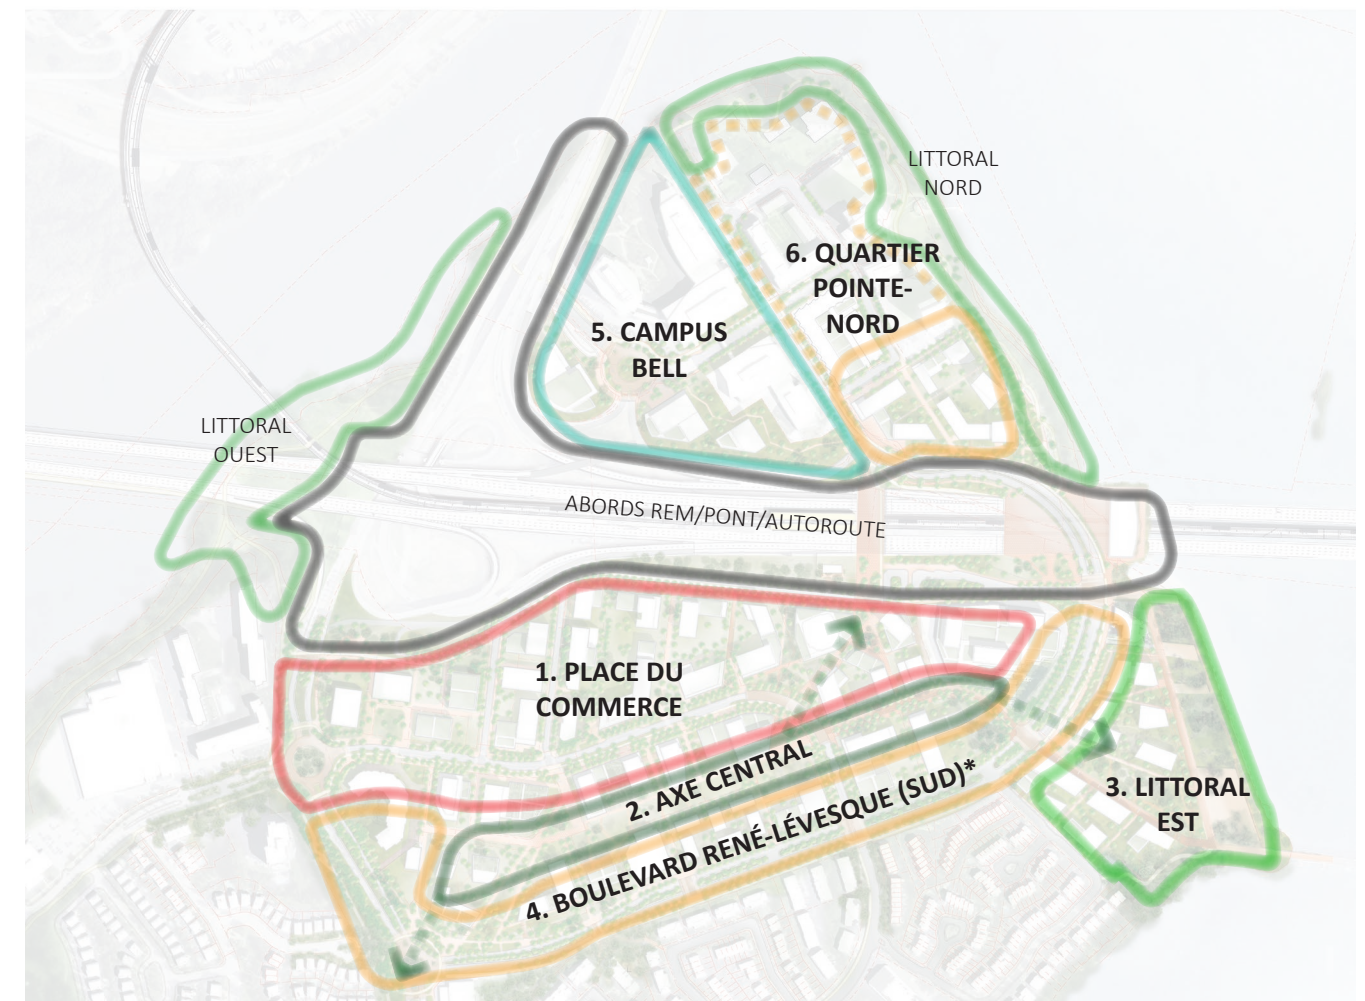 LITTORAL
NORD
6. QUARTIER
POINTE-
NORD
5. CAMPUS
BELL
LITTORAL
OUEST
ABORDS REM/PONT/AUTOROUTE
1. PLACE DU
COMMERCE
2. AXE CENTRAL
3. LITTORAL
EST
4. BOULEVARD RENÉ-LÉVESQUE (SUD)*